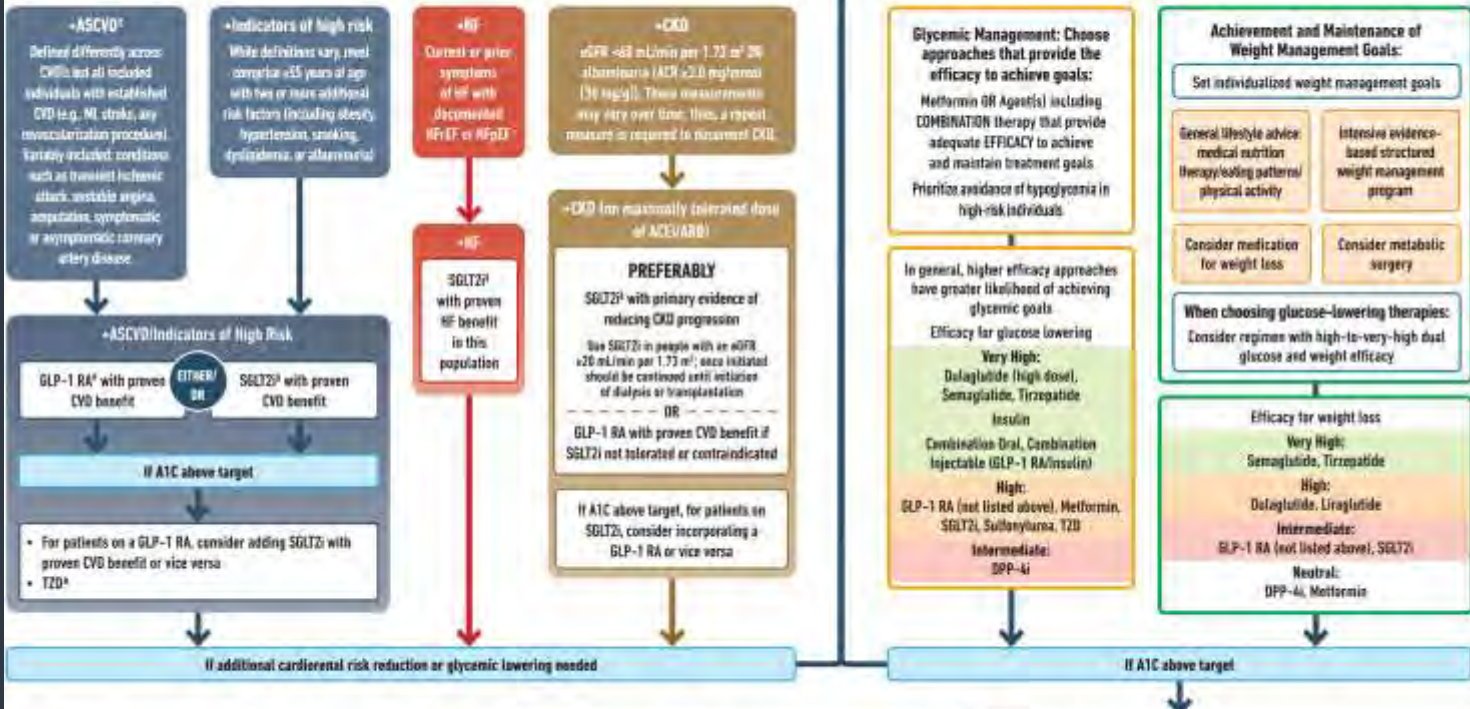 +ASCVD†
Defined differently across
CVOTs but all included
individuals with established
CVD (e.g., MI, stroke, any
revascularization procedure).
Variably included: conditions
such as transient ischemic
attack, unstable angina,
amputation, symptomatic
or asymptomatic coronary
artery disease.
+Indicators of high risk
While definitions vary, most
comprise ≥55 years of age
with two or more additional
risk factors (including obesity,
hypertension, smoking,
dyslipidemia, or albuminuria)
+ASCVD/Indicators of High Risk
GLP-1 RA# with proven
CVD benefit
EITHER/
OR
SGLT2i§ with proven
CVD benefit
If A1C above target
• For patients on a GLP-1 RA, consider adding SGLT2i with
proven CVD benefit or vice versa
• TZD^
+HF
Current or prior
symptoms
of HF with
documented
HFrEF or HFpEF
+HF
SGLT2i§
with proven
HF benefit
in this
population
+CKD
eGFR <60 mL/min per 1.73 m² OR
albuminuria (ACR ≥3.0 mg/mmol
[30 mg/g]). These measurements
may vary over time; thus, a repeat
measure is required to document CKD.
+CKD (on maximally tolerated dose
of ACEi/ARB)
PREFERABLY
SGLT2i§ with primary evidence of
reducing CKD progression
Use SGLT2i in people with an eGFR
≥20 mL/min per 1.73 m²; once initiated
should be continued until initiation
of dialysis or transplantation
OR
GLP-1 RA with proven CVD benefit if
SGLT2i not tolerated or contraindicated
If A1C above target, for patients on
SGLT2i, consider incorporating a
GLP-1 RA or vice versa
If additional cardiorenal risk reduction or glycemic lowering needed
Glycemic Management: Choose
approaches that provide the
efficacy to achieve goals:
Metformin OR Agent(s) including
COMBINATION therapy that provide
adequate EFFICACY to achieve
and maintain treatment goals
Prioritize avoidance of hypoglycemia in
high-risk individuals
In general, higher efficacy approaches
have greater likelihood of achieving
glycemic goals
Efficacy for glucose lowering
Very High:
Dulaglutide (high dose),
Semaglutide, Tirzepatide
Insulin
Combination Oral, Combination
Injectable (GLP-1 RA/Insulin)
High:
GLP-1 RA (not listed above), Metformin,
SGLT2i, Sulfonylurea, TZD
Intermediate:
DPP-4i
Achievement and Maintenance of
Weight Management Goals:
Set individualized weight management goals
General lifestyle advice:
medical nutrition
therapy/eating patterns/
physical activity
Intensive evidence-
based structured
weight management
program
Consider medication
for weight loss
Consider metabolic
surgery
When choosing glucose-lowering therapies:
Consider regimen with high-to-very-high dual
glucose and weight efficacy
Efficacy for weight loss
Very High:
Semaglutide, Tirzepatide
High:
Dulaglutide, Liraglutide
Intermediate:
GLP-1 RA (not listed above), SGLT2i
Neutral:
DPP-4i, Metformin
If A1C above target